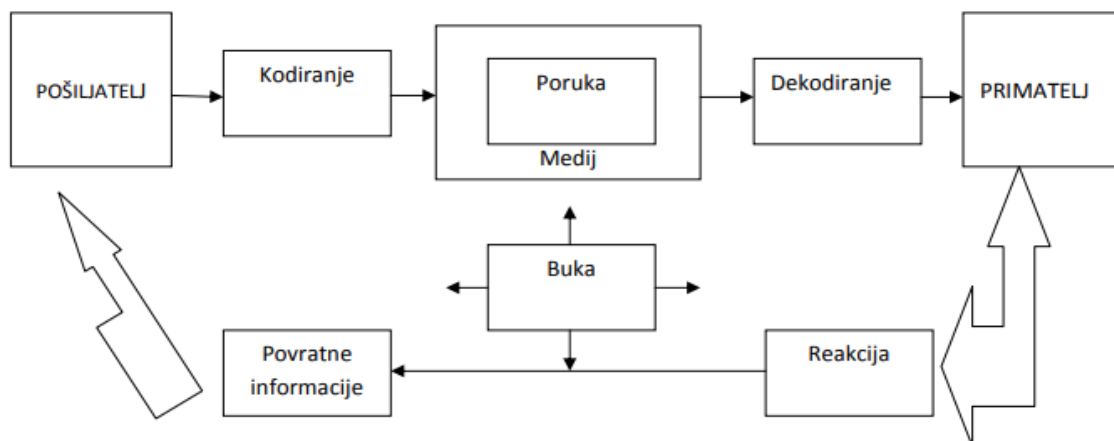 POŠILJATELJ
Kodiranje
Poruka
Medij
Dekodiranje
PRIMATELJ
Buka
Povratne
informacije
Reakcija